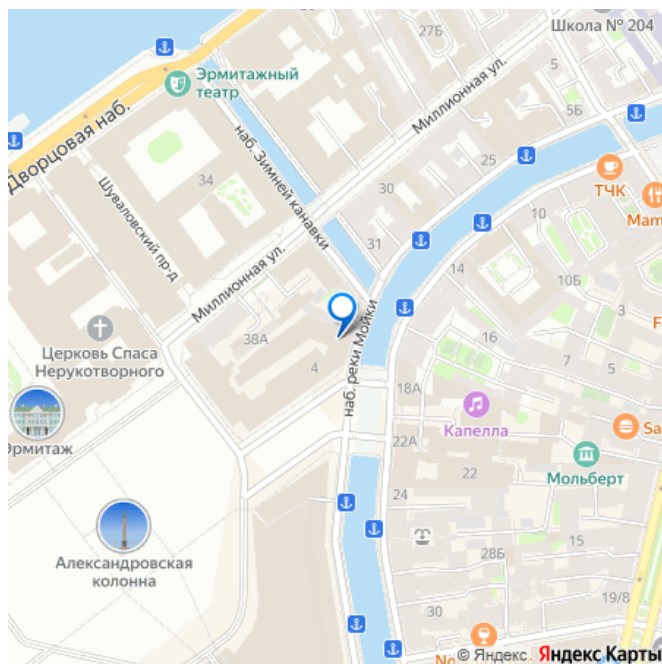 Школа № 204
27Б
5
Эрмитажный
театр
Миллионная ул.
5Б
Дворцовая наб.
наб. Зимней канавки
25
ТЧК
Шуваловский пр-д
34
30
10
Mam
31
Миллионная ул.
14
10Б
16
7
5
3
38А
Церковь Спаса
Нерукотворного
4
наб. реки Мойки
18А
Капелла
22А
Sa
Эрмитаж
22
Мольберт
24
Александровская
колонна
28Б
15
19/8
30
No
© Яндекс Яндекс Карты